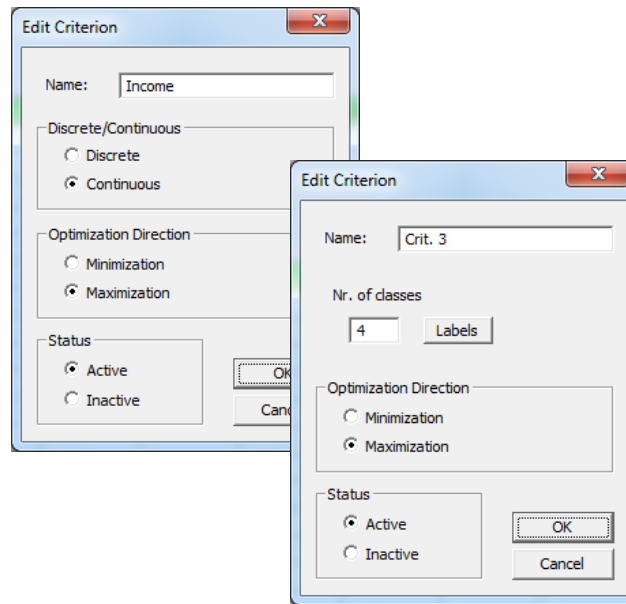 Edit Criterion
Name: Income
Discrete/Continuous
Discrete
Continuous
Optimization Direction
Minimization
Maximization
Status
Active
Inactive
Edit Criterion
Name: Crit. 3
Nr. of classes
4 Labels
Optimization Direction
Minimization
Maximization
Status
Active
Inactive
OK
Cancel